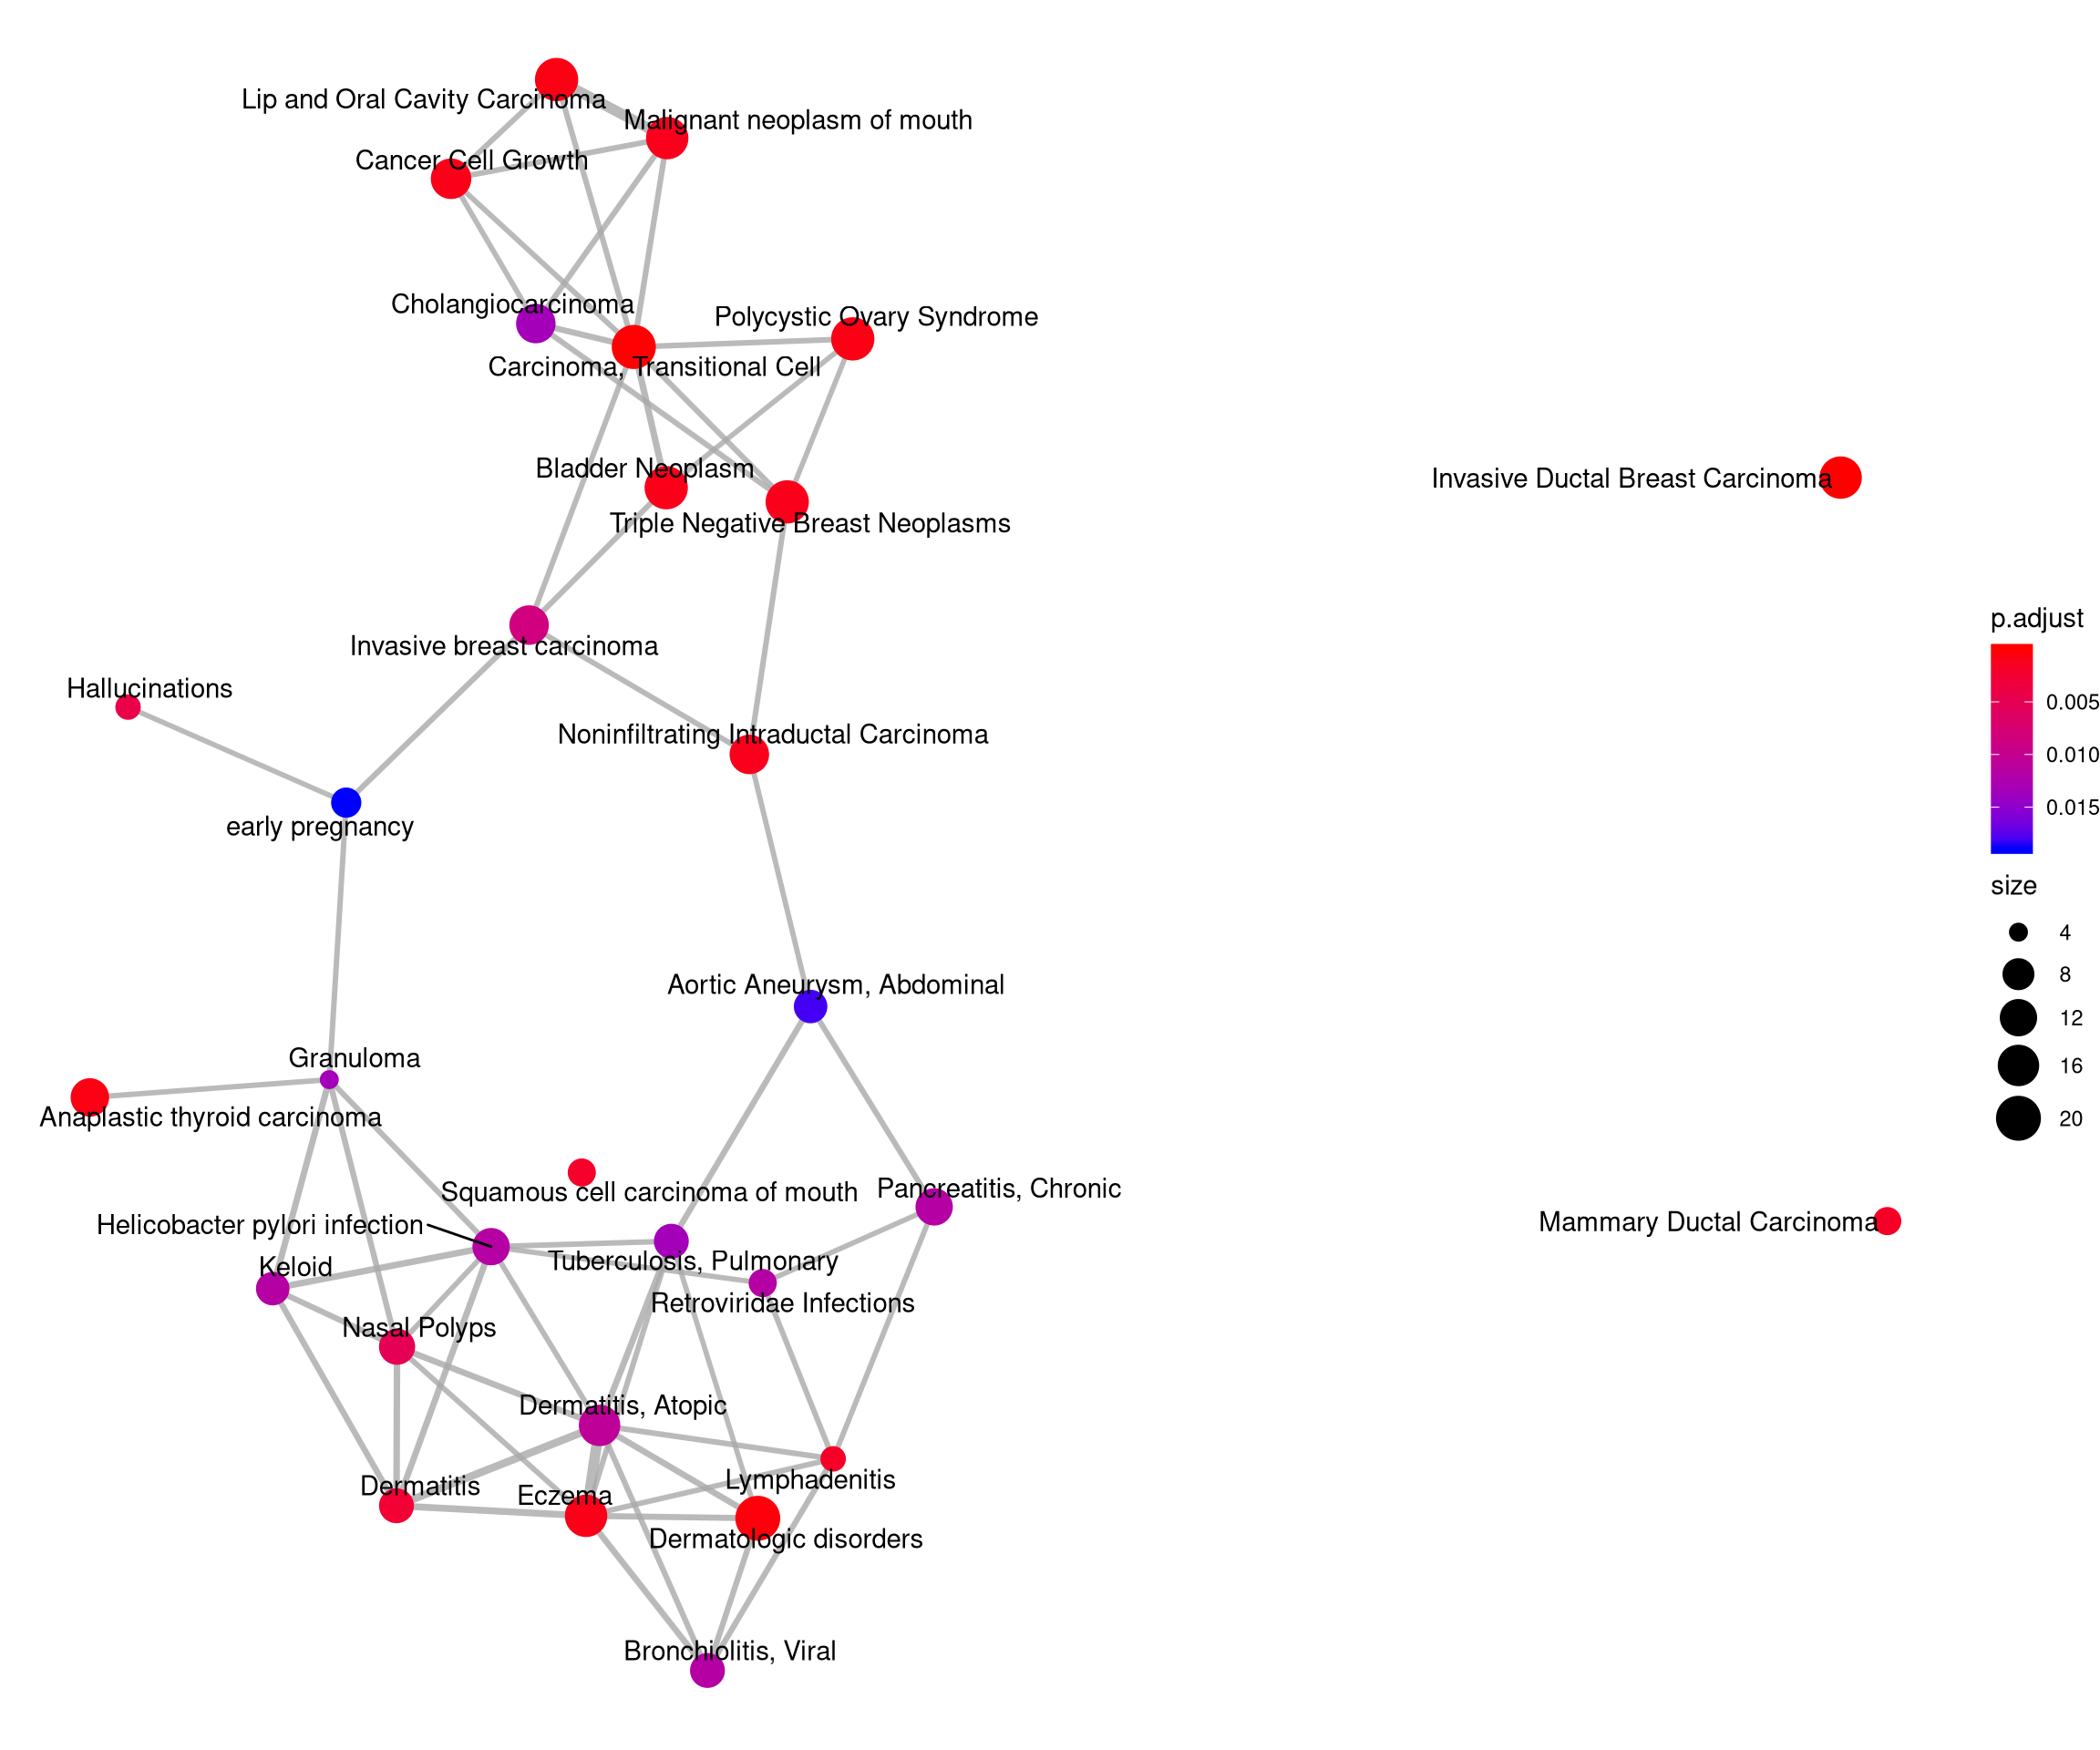 Lip and Oral Cavity Carcinoma
Malignant neoplasm of mouth
Cancer Cell Growth
Cholangiocarcinoma
Polycystic Ovary Syndrome
Carcinoma, Transitional Cell
Bladder Neoplasm
Invasive Ductal Breast Carcinoma
Triple Negative Breast Neoplasms
Invasive breast carcinoma
Hallucinations
Noninfiltrating Intraductal Carcinoma
early pregnancy
Aortic Aneurysm, Abdominal
Granuloma
Anaplastic thyroid carcinoma
Squamous cell carcinoma of mouth
Pancreatitis, Chronic
Helicobacter pylori infection
Mammary Ductal Carcinoma
Keloid
Tuberculosis, Pulmonary
Retroviridae Infections
Nasal Polyps
Dermatitis, Atopic
Dermatitis
Eczema
Lymphadenitis
Dermatologic disorders
Bronchiolitis, Viral
p.adjust
0.005
0.010
0.015
size
4
8
12
16
20